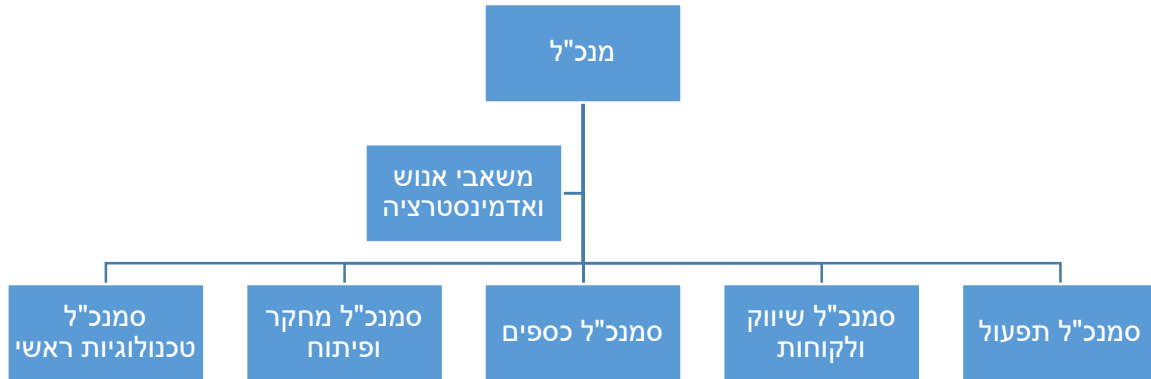 מנכ"ל
משאבי אנוש
ואדמינסטרציה
סמנכ"ל תפעול
סמנכ"ל שיווק
ולקוחות
סמנכ"ל כספים
סמנכ"ל מחקר
ופיתוח
סמנכ"ל
טכנולוגיות ראשי